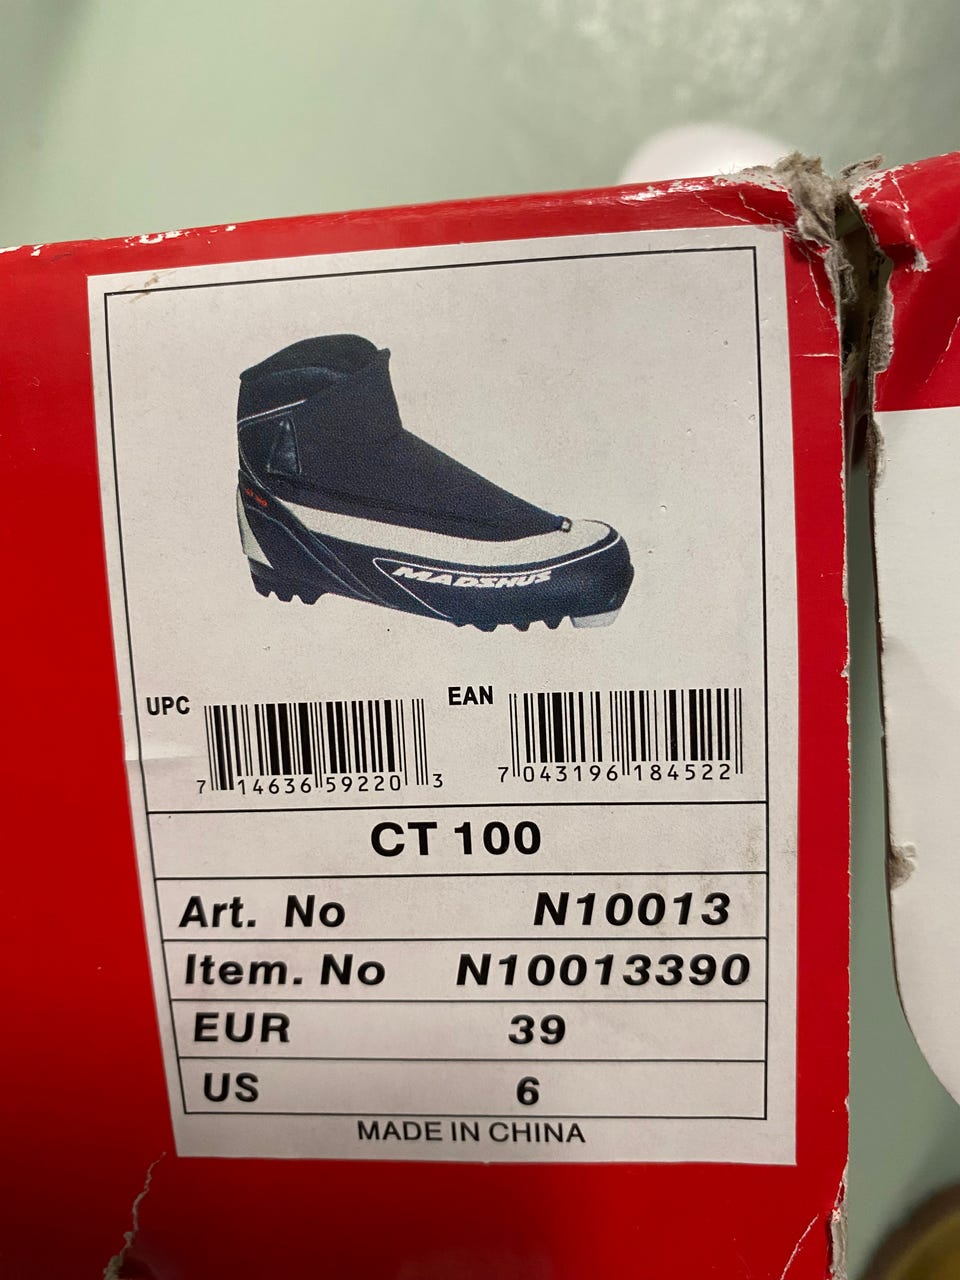 MADSHUS
UPC
7 14636 59220 3
EAN
7 043196 184522
CT 100
Art. No N10013
Item. No N10013390
EUR 39
US 6
MADE IN CHINA